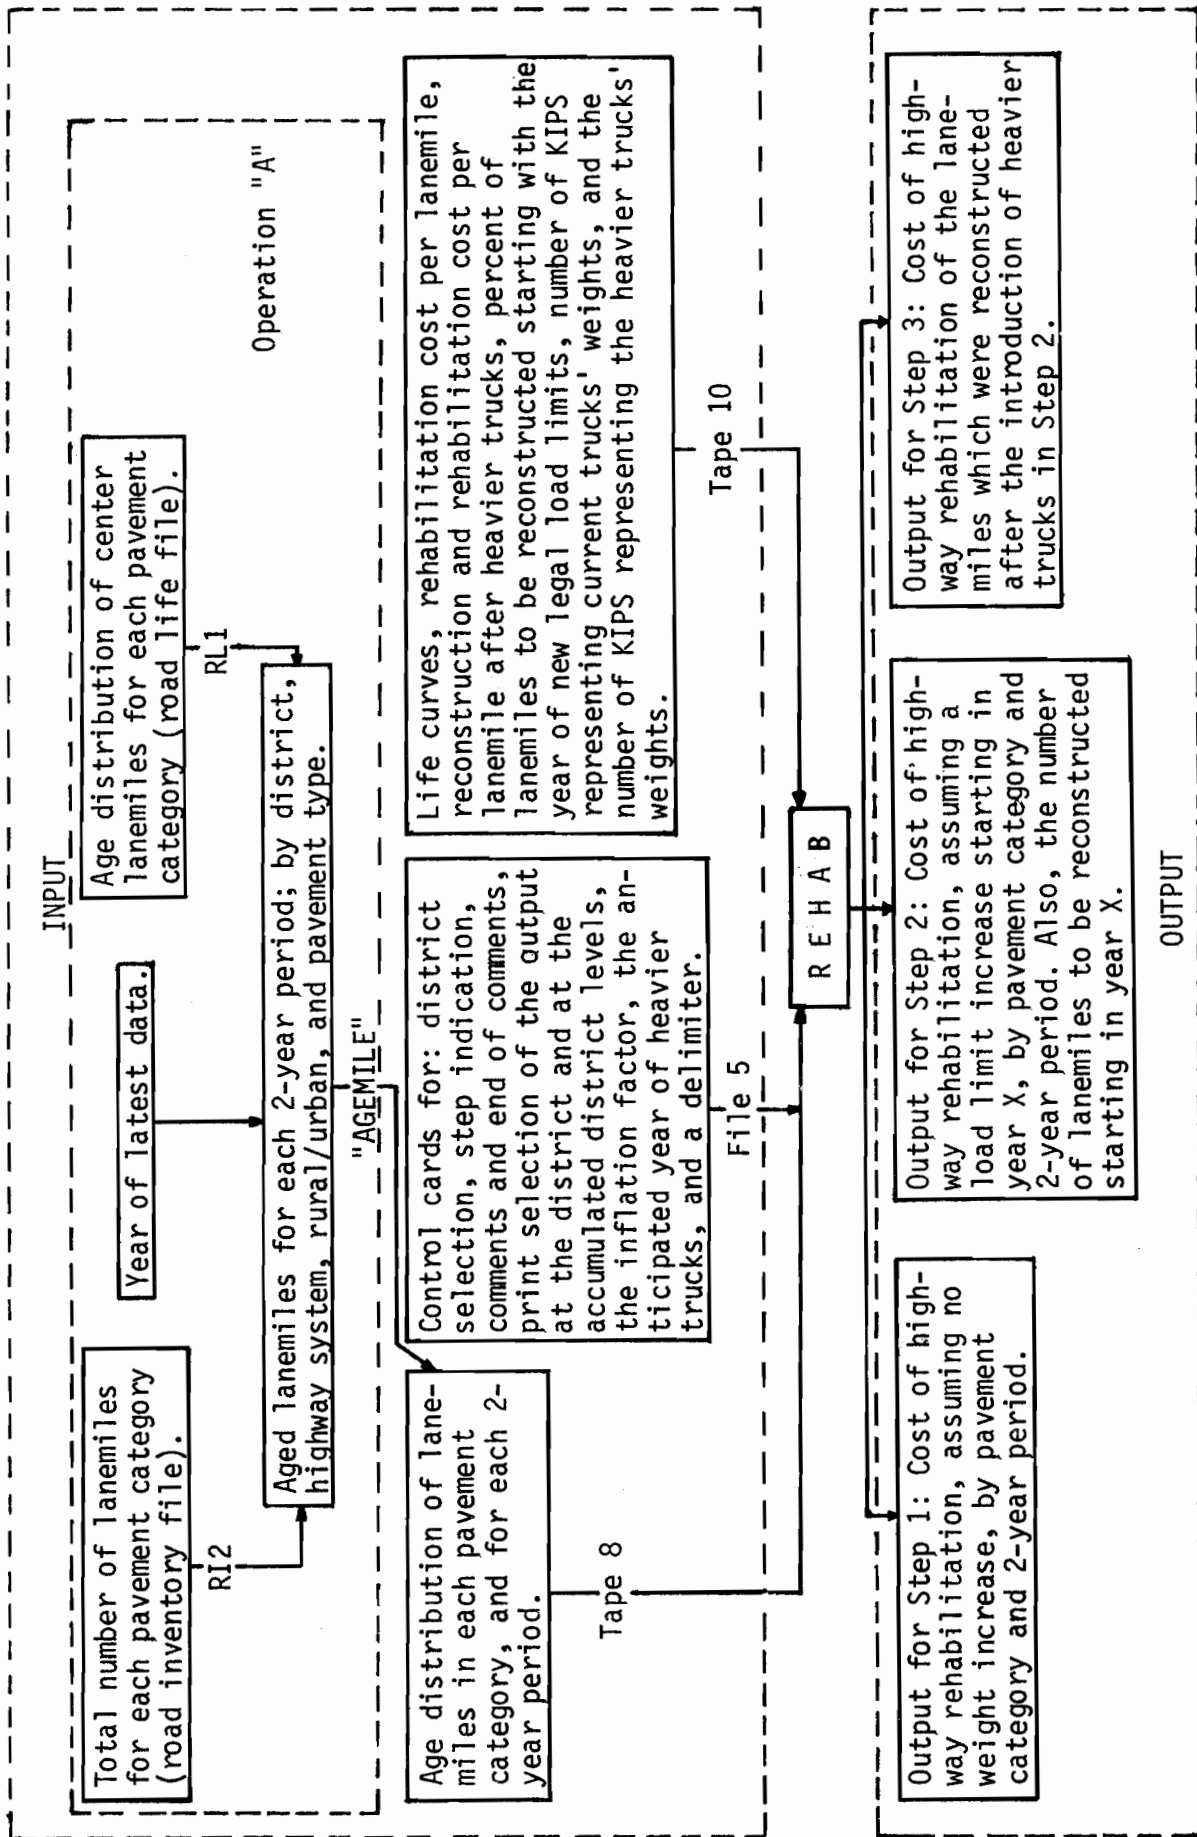 INPUT
Total number of lanemiles
for each pavement category
(road inventory file).
Year of latest data.
Age distribution of center
lanemiles for each pavement
category (road life file).
RI2
RL1
Operation "A"
Aged lanemiles for each 2-year period; by district,
highway system, rural/urban, and pavement type.
"AGEMILE"
Age distribution of lane-
miles in each pavement
category, and for each 2-
year period.
Control cards for: district
selection, step indication,
comments and end of comments,
print selection of the output
at the district and at the
accumulated district levels,
the inflation factor, the an-
ticipated year of heavier
trucks, and a delimiter.
Life curves, rehabilitation cost per lanemile,
reconstruction and rehabilitation cost per
lanemile after heavier trucks, percent of
lanemiles to be reconstructed starting with the
year of new legal load limits, number of KIPS
representing current trucks' weights, and the
number of KIPS representing the heavier trucks'
weights.
Tape 8
File 5
Tape 10
R E H A B
Output for Step 1: Cost of high-
way rehabilitation, assuming no
weight increase, by pavement
category and 2-year period.
Output for Step 2: Cost of high-
way rehabilitation, assuming a
load limit increase starting in
year X, by pavement category and
2-year period. Also, the number
of lanemiles to be reconstructed
starting in year X.
Output for Step 3: Cost of high-
way rehabilitation of the lane-
miles which were reconstructed
after the introduction of heavier
trucks in Step 2.
OUTPUT